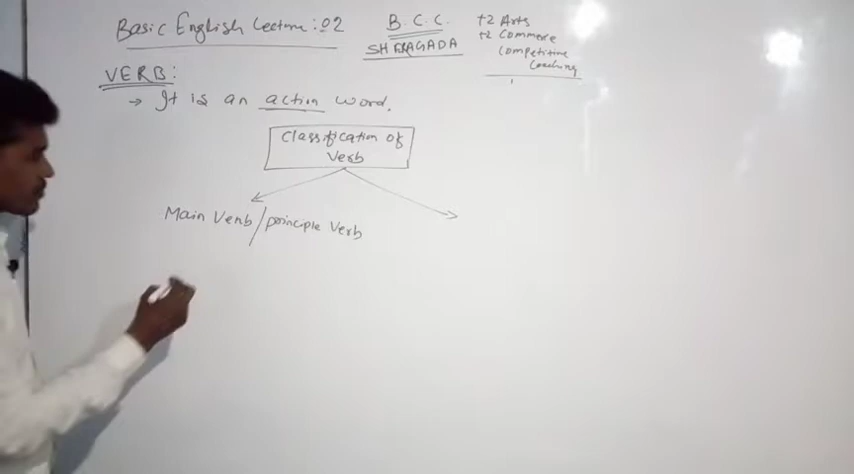 Basic English Lecture: 02
B.C.C.
SHERAGADA
+2 Arts
+2 Commerce
Competitive
Coaching
VERB:
→ It is an action word.
Classification of
Verb
Main Verb/principle Verb